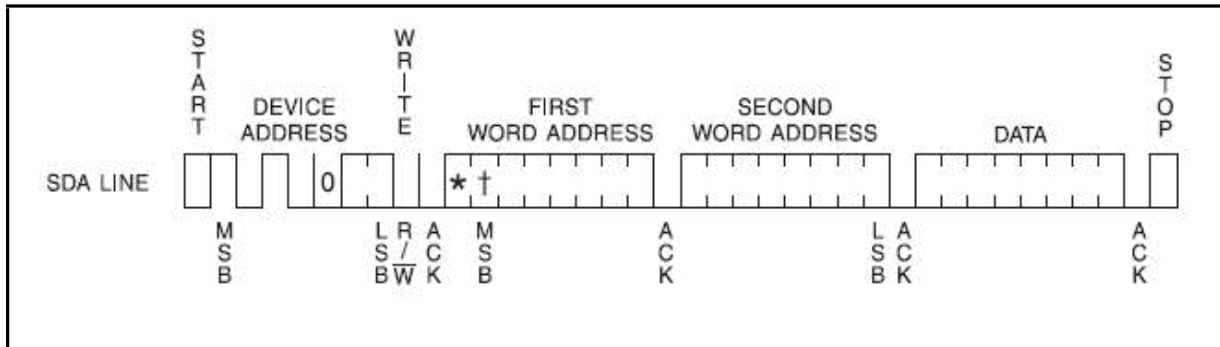 START
WRITE
STOP
DEVICE ADDRESS
FIRST WORD ADDRESS
SECOND WORD ADDRESS
DATA
SDA LINE
0
* †
MSB
LSB
R/W
ACK
MSB
ACK
LSB
ACK
ACK